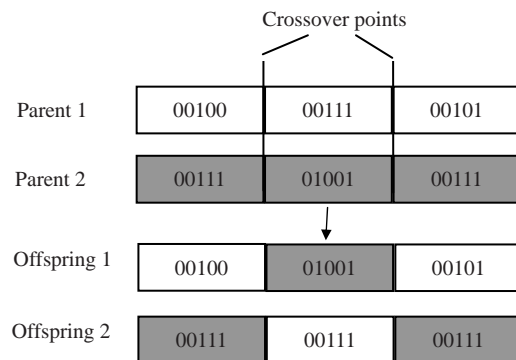 Crossover points
Parent 1 00100 00111 00101
Parent 2 00111 01001 00111
Offspring 1 00100 01001 00101
Offspring 2 00111 00111 00111